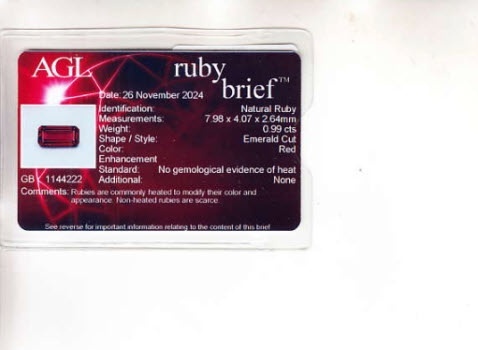 AGL ruby brief™
Date: 26 November 2024
Identification: Natural Ruby
Measurements: 7.98 x 4.07 x 2.64mm
Weight: 0.99 cts
Shape / Style: Emerald Cut
Color: Red
Enhancement
Standard: No gemological evidence of heat
GB 1144222 Additional: None
Comments: Rubies are commonly heated to modify their color and
appearance. Non-heated rubies are scarce.
See reverse for important information relating to the content of this brief